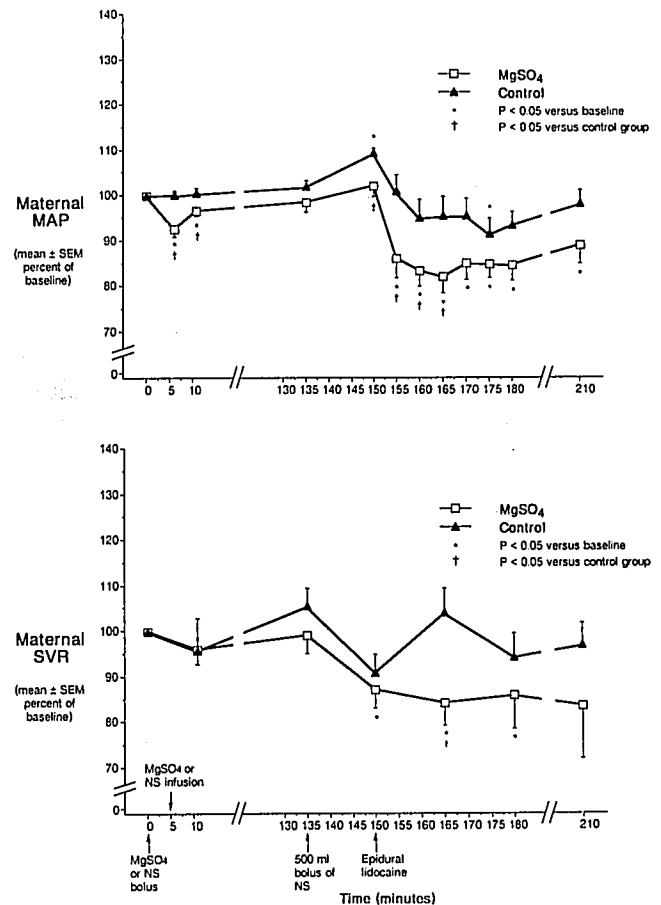 140
130
120
110
100
90
80
70
0
Maternal
MAP
(mean ± SEM
percent of
baseline)
MgSO4
Control
* P < 0.05 versus baseline
† P < 0.05 versus control group
0 5 10 130 135 140 145 150 155 160 165 170 175 180 210
140
130
120
110
100
90
80
70
0
Maternal
SVR
(mean ± SEM
percent of
baseline)
MgSO4
Control
* P < 0.05 versus baseline
† P < 0.05 versus control group
MgSO4 or
NS infusion
0 5 10 130 135 140 145 150 155 160 165 170 175 180 210
MgSO4
or NS
bolus
500 ml
bolus of
NS
Epidural
lidocaine
Time (minutes)